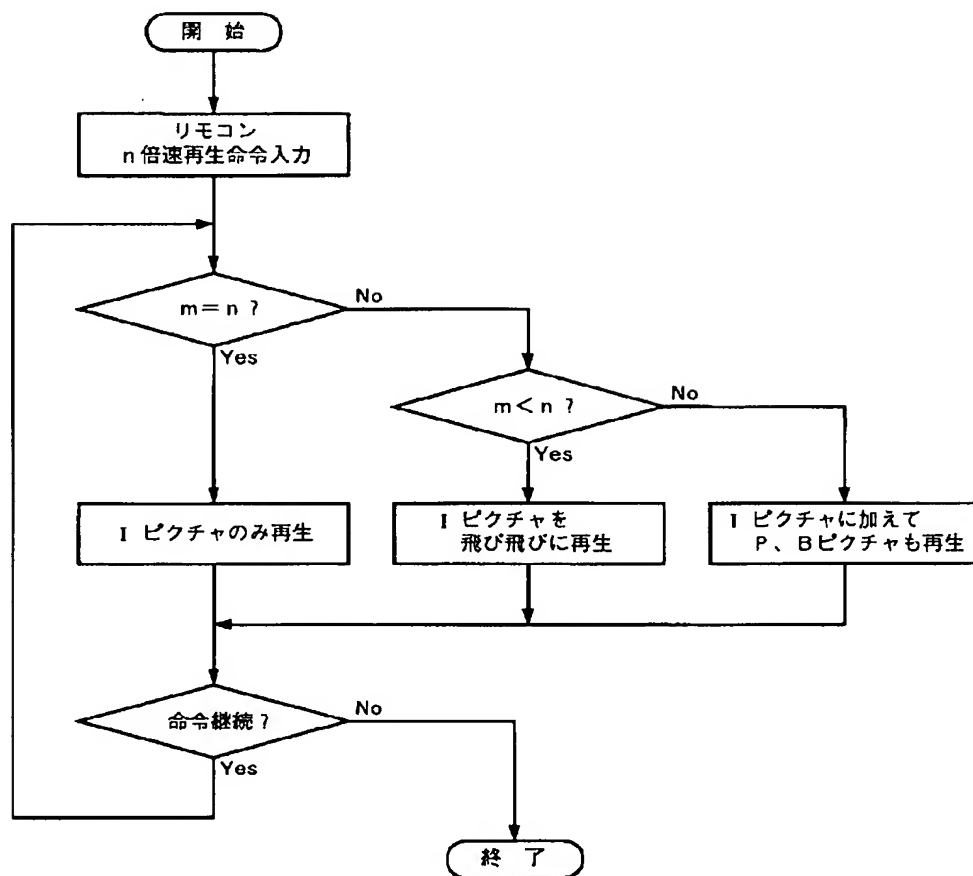 開 始
リモコン
n倍速再生命令入力
m=n ?
No
Yes
m<n ?
No
Yes
I ピクチャのみ再生
I ピクチャを
飛び飛びに再生
I ピクチャに加えて
P、Bピクチャも再生
命令継続?
No
Yes
終 了